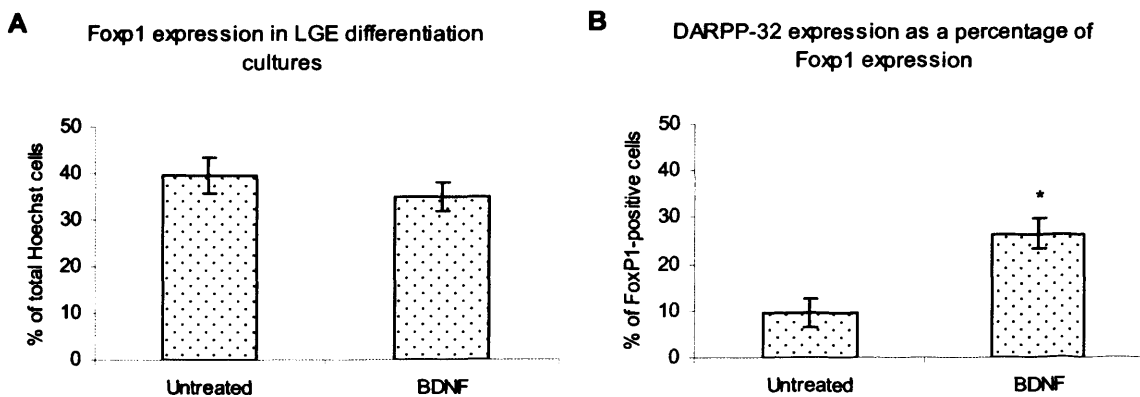 A
Foxp1 expression in LGE differentiation
cultures
% of total Hoechst cells
50
40
30
20
10
0
Untreated
BDNF
B
DARPP-32 expression as a percentage of
Foxp1 expression
% of FoxP1-positive cells
50
40
30
20
10
0
*
Untreated
BDNF